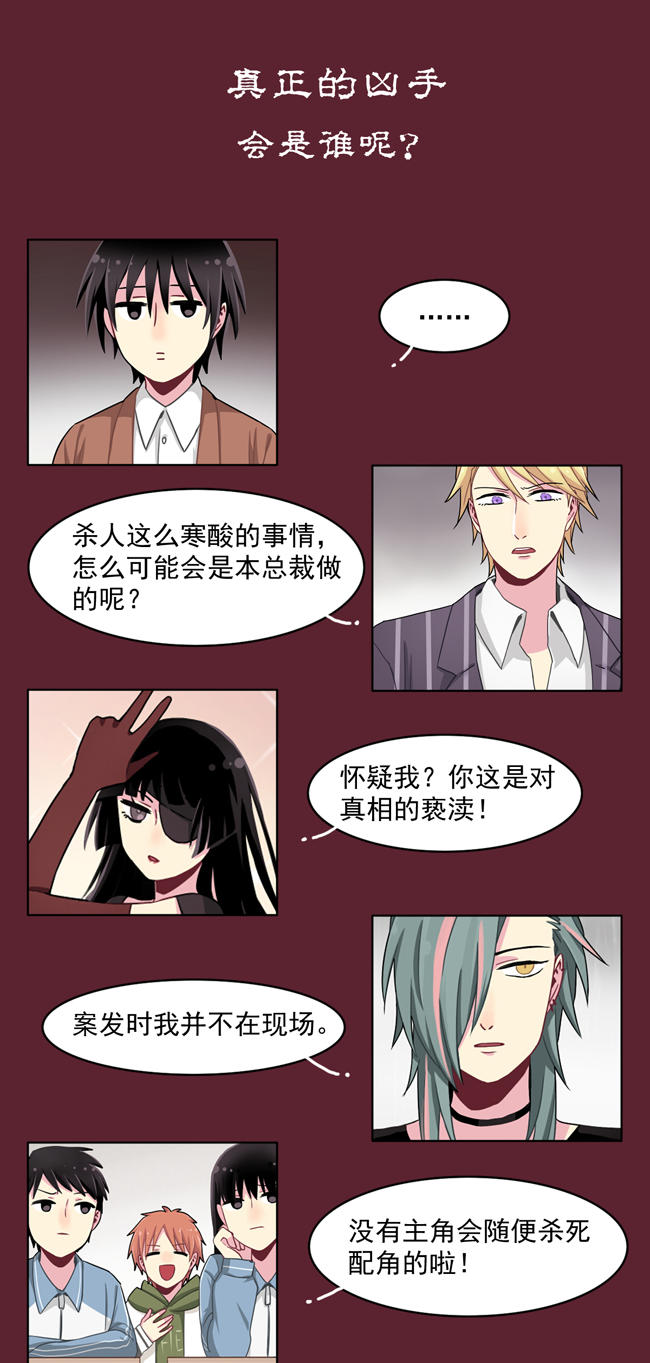 真正的凶手
会是谁呢？
……
杀人这么寒酸的事情，
怎么可能会是本总裁做
的呢？
怀疑我？你这是对
真相的亵渎！
案发时我并不在现场。
没有主角会随便杀死
配角的啦！